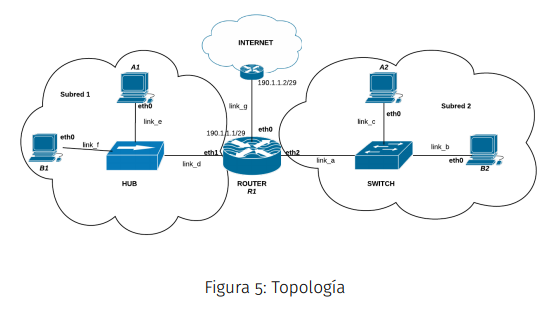 INTERNET
190.1.1.2/29
A1
Subred 1
eth0
link_e
link_g
A2
Subred 2
eth0
link_c
190.1.1.1/29
eth0
eth0
link_f
B1
eth1
link_d
HUB
ROUTER
R1
eth2
link_a
SWITCH
link_b
eth0
B2
Figura 5: Topología